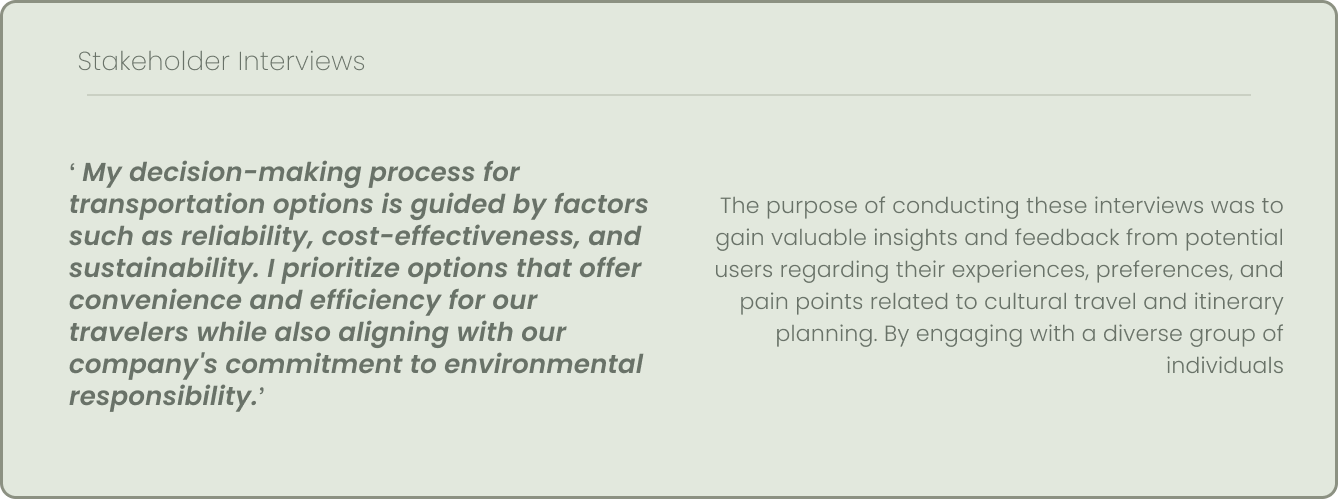 Stakeholder Interviews
‘ My decision-making process for
transportation options is guided by factors
such as reliability, cost-effectiveness, and
sustainability. I prioritize options that offer
convenience and efficiency for our
travelers while also aligning with our
company's commitment to environmental
responsibility.’
The purpose of conducting these interviews was to
gain valuable insights and feedback from potential
users regarding their experiences, preferences, and
pain points related to cultural travel and itinerary
planning. By engaging with a diverse group of
individuals